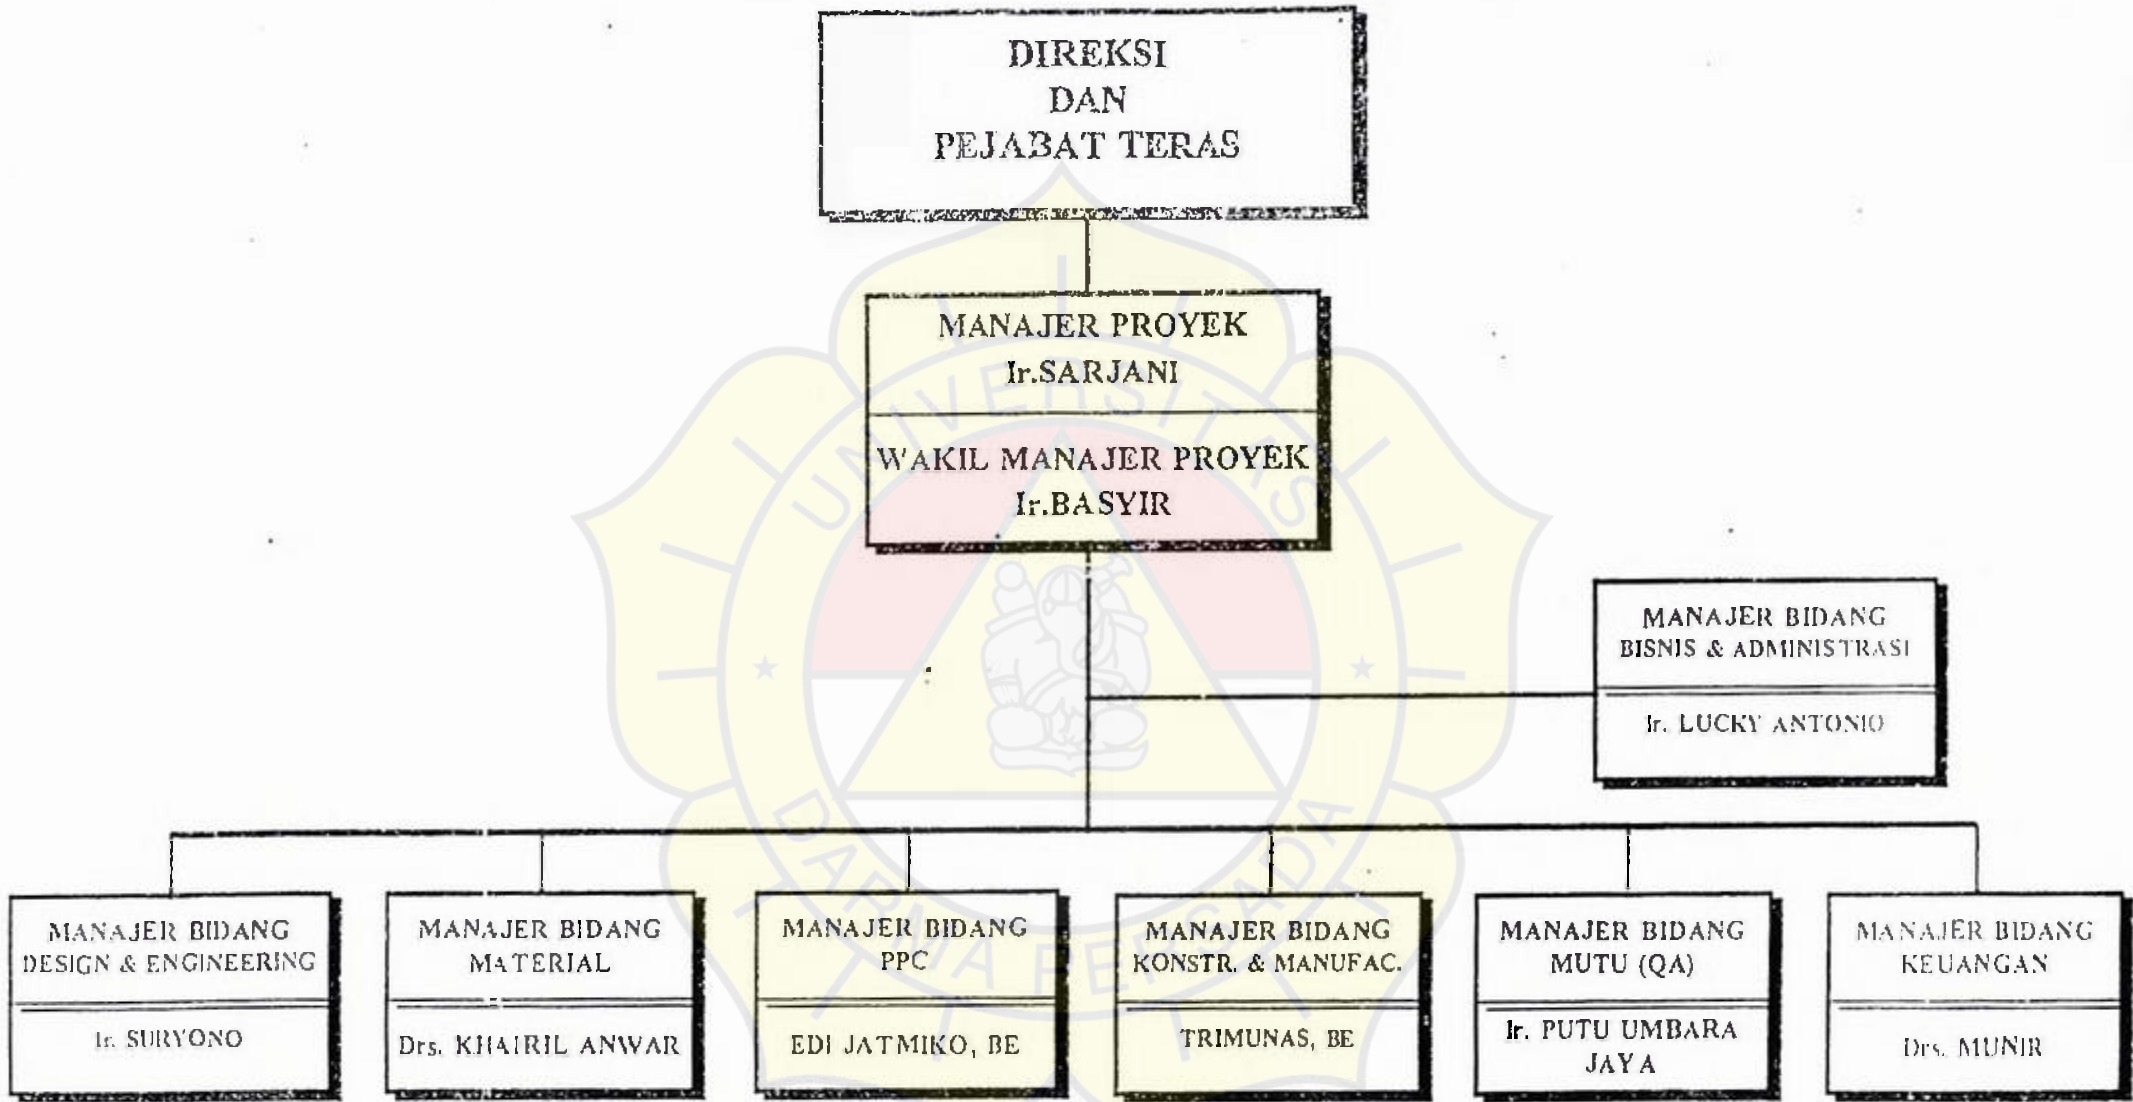 DIREKSI
DAN
PEJABAT TERAS
MANAJER PROYEK
Ir.SARJANI
WAKIL MANAJER PROYEK
Ir.BASYIR
MANAJER BIDANG
BISNIS & ADMINISTRASI
Ir. LUCKY ANTONIO
MANAJER BIDANG
DESIGN & ENGINEERING
Ir. SURYONO
MANAJER BIDANG
MATERIAL
Drs. KHAIRIL ANWAR
MANAJER BIDANG
PPC
EDI JATMIKO, BE
MANAJER BIDANG
KONSTR. & MANUFAC.
TRIMUNAS, BE
MANAJER BIDANG
MUTU (QA)
Ir. PUTU UMBARA
JAYA
MANAJER BIDANG
KEUANGAN
Drs. MUNIR
UNIVERSITAS
DARMA PERSADA